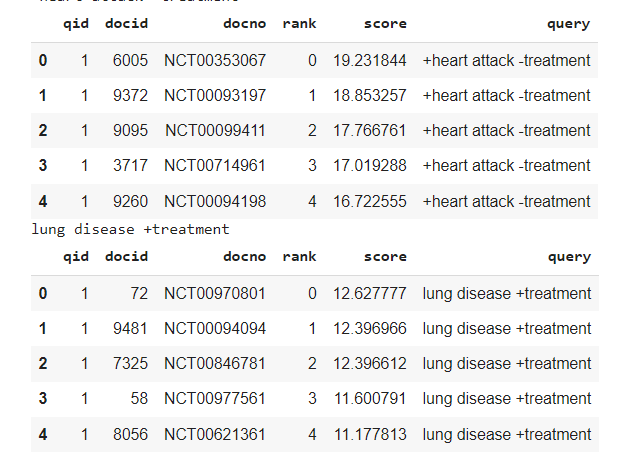 +heart attack -treatment
qid docid docno rank score query
0 1 6005 NCT00353067 0 19.231844 +heart attack -treatment
1 1 9372 NCT00093197 1 18.853257 +heart attack -treatment
2 1 9095 NCT00099411 2 17.766761 +heart attack -treatment
3 1 3717 NCT00714961 3 17.019288 +heart attack -treatment
4 1 9260 NCT00094198 4 16.722555 +heart attack -treatment
lung disease +treatment
qid docid docno rank score query
0 1 72 NCT00970801 0 12.627777 lung disease +treatment
1 1 9481 NCT00094094 1 12.396966 lung disease +treatment
2 1 7325 NCT00846781 2 12.396612 lung disease +treatment
3 1 58 NCT00977561 3 11.600791 lung disease +treatment
4 1 8056 NCT00621361 4 11.177813 lung disease +treatment